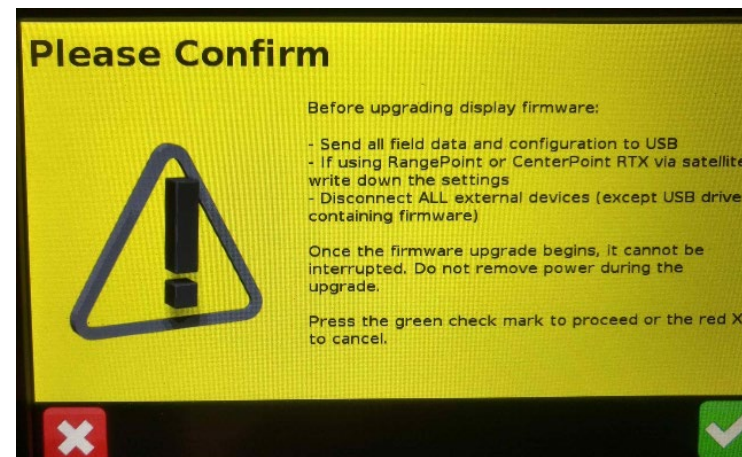 Please Confirm
Before upgrading display firmware:
- Send all field data and configuration to USB
- If using RangePoint or CenterPoint RTX via satellite
write down the settings
- Disconnect ALL external devices (except USB drive
containing firmware)
Once the firmware upgrade begins, it cannot be
interrupted. Do not remove power during the
upgrade.
Press the green check mark to proceed or the red X
to cancel.